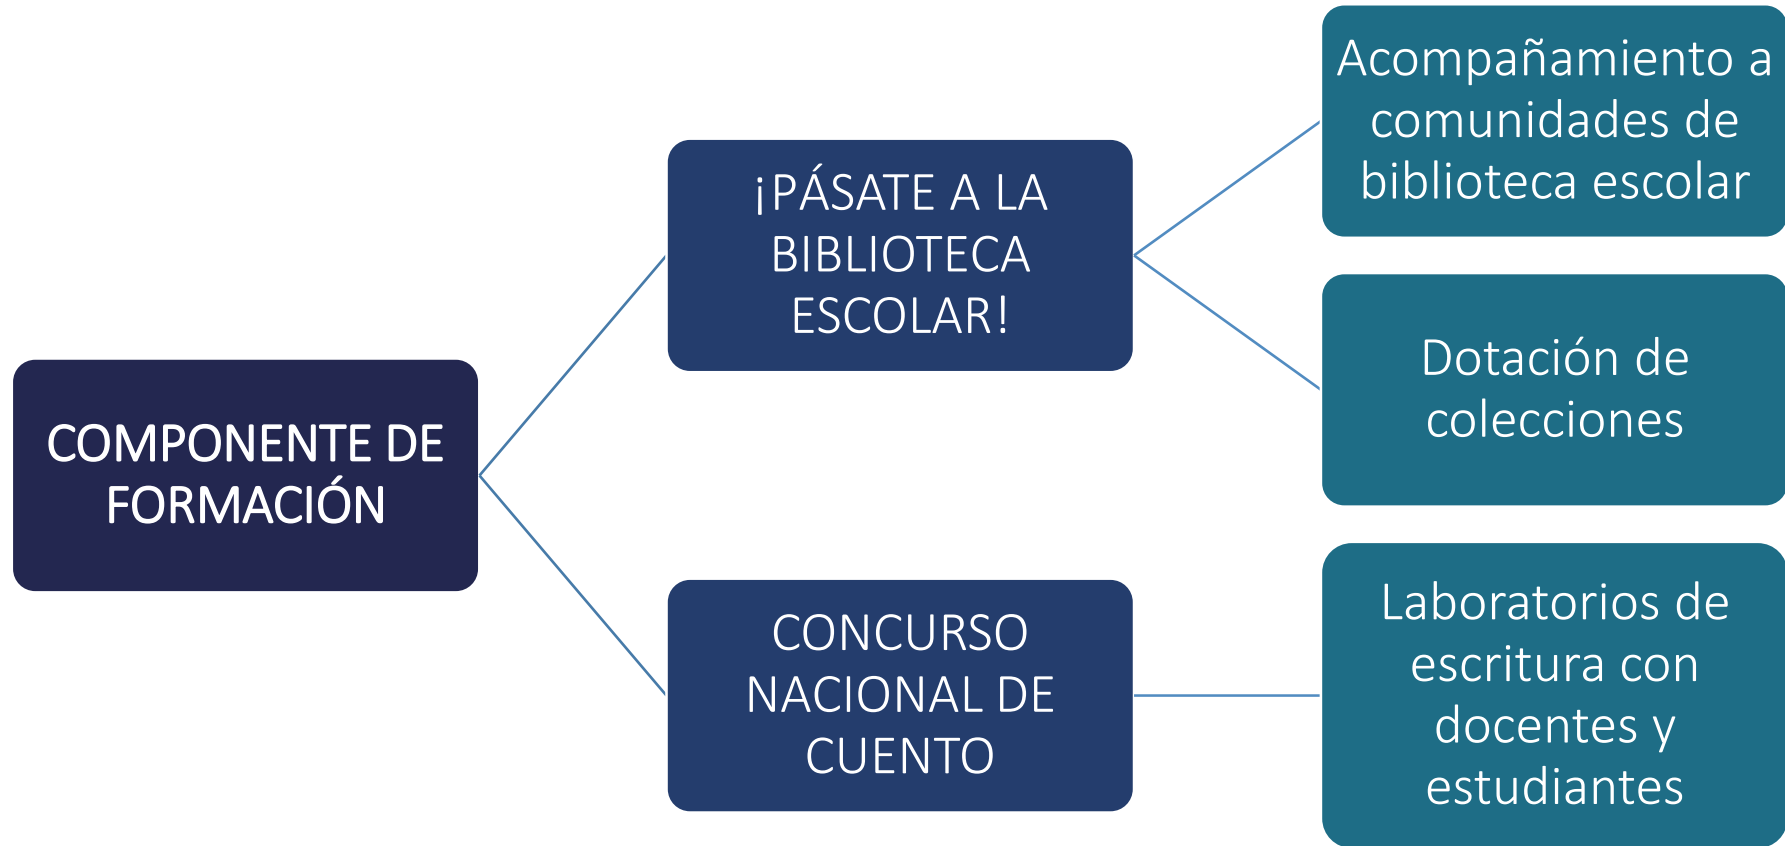 COMPONENTE DE
FORMACIÓN
¡PÁSATE A LA
BIBLIOTECA
ESCOLAR!
Acompañamiento a
comunidades de
biblioteca escolar
Dotación de
colecciones
CONCURSO
NACIONAL DE
CUENTO
Laboratorios de
escritura con
docentes y
estudiantes